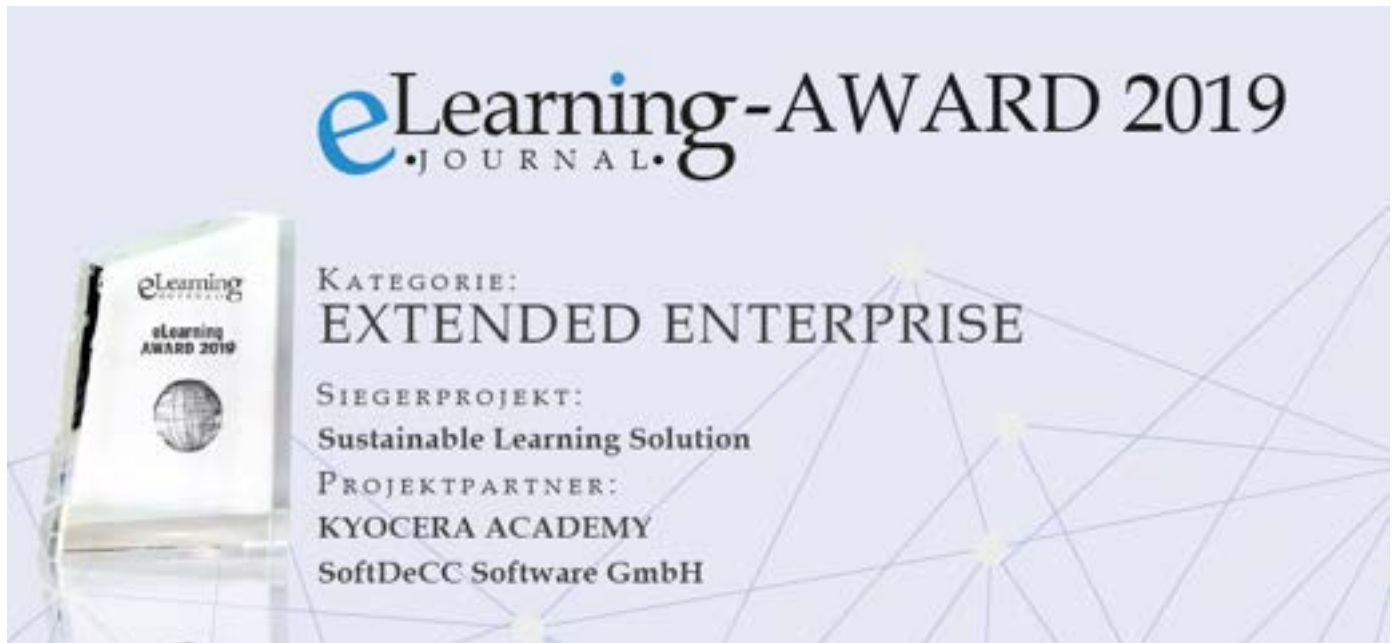 eLearning-AWARD 2019
•JOURNAL•
eLearning
JOURNAL
eLearning
AWARD 2019
KATEGORIE:
EXTENDED ENTERPRISE
SIEGERPROJEKT:
Sustainable Learning Solution
PROJEKTPARTNER:
KYOCERA ACADEMY
SoftDeCC Software GmbH